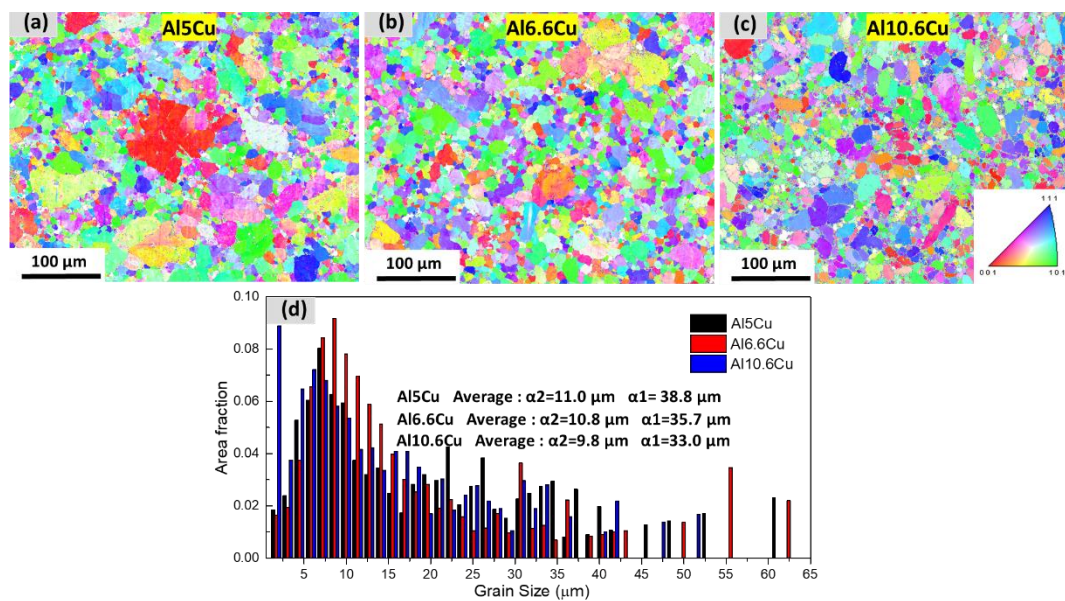 (a) Al5Cu
(b) Al6.6Cu
(c) Al10.6Cu
100 µm
100 µm
100 µm
111
001 101
(d)
Al5Cu
Al6.6Cu
Al10.6Cu
Al5Cu Average : α2=11.0 µm α1= 38.8 µm
Al6.6Cu Average : α2=10.8 µm α1=35.7 µm
Al10.6Cu Average : α2=9.8 µm α1=33.0 µm
Area fraction
0.10
0.08
0.06
0.04
0.02
0.00
5 10 15 20 25 30 35 40 45 50 55 60 65
Grain Size (µm)